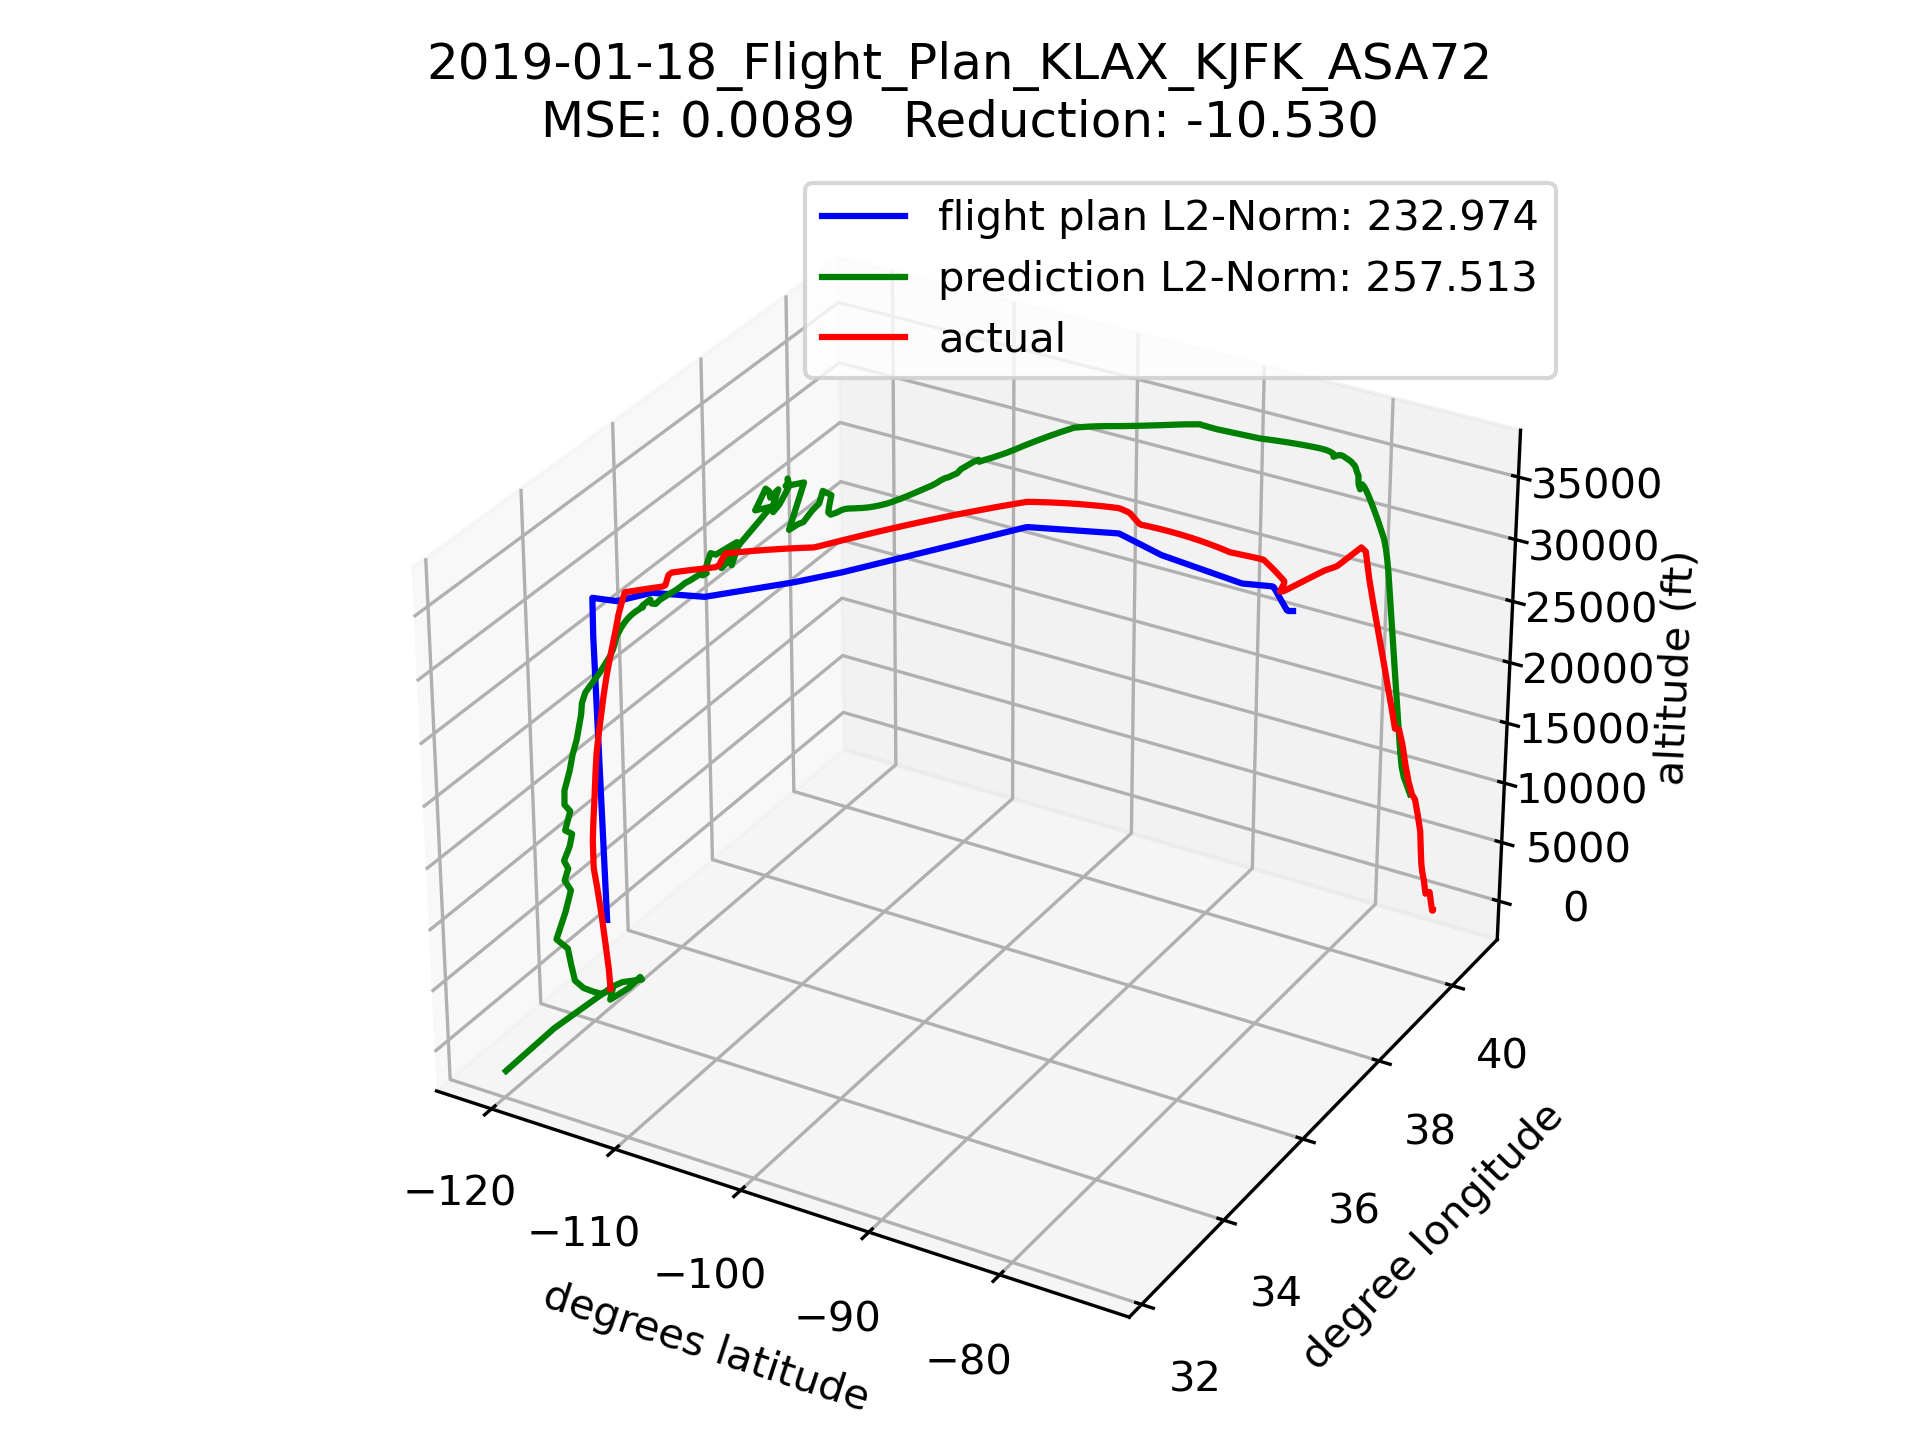 2019-01-18_Flight_Plan_KLAX_KJFK_ASA72
MSE: 0.0089   Reduction: -10.530
flight plan L2-Norm: 232.974
prediction L2-Norm: 257.513
actual
35000
30000
25000
20000
15000
10000
5000
0
altitude (ft)
40
38
36
34
32
degree longitude
−120
−110
−100
−90
−80
degrees latitude